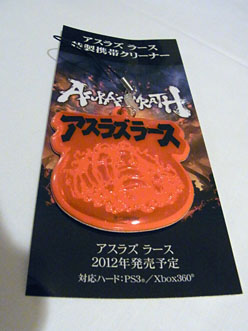 アスラズ ラース
特製携帯クリーナー
ASURA'S WRATH
アスラズラース
アスラズ ラース
2012年発売予定
対応ハード:PS3®/Xbox360®